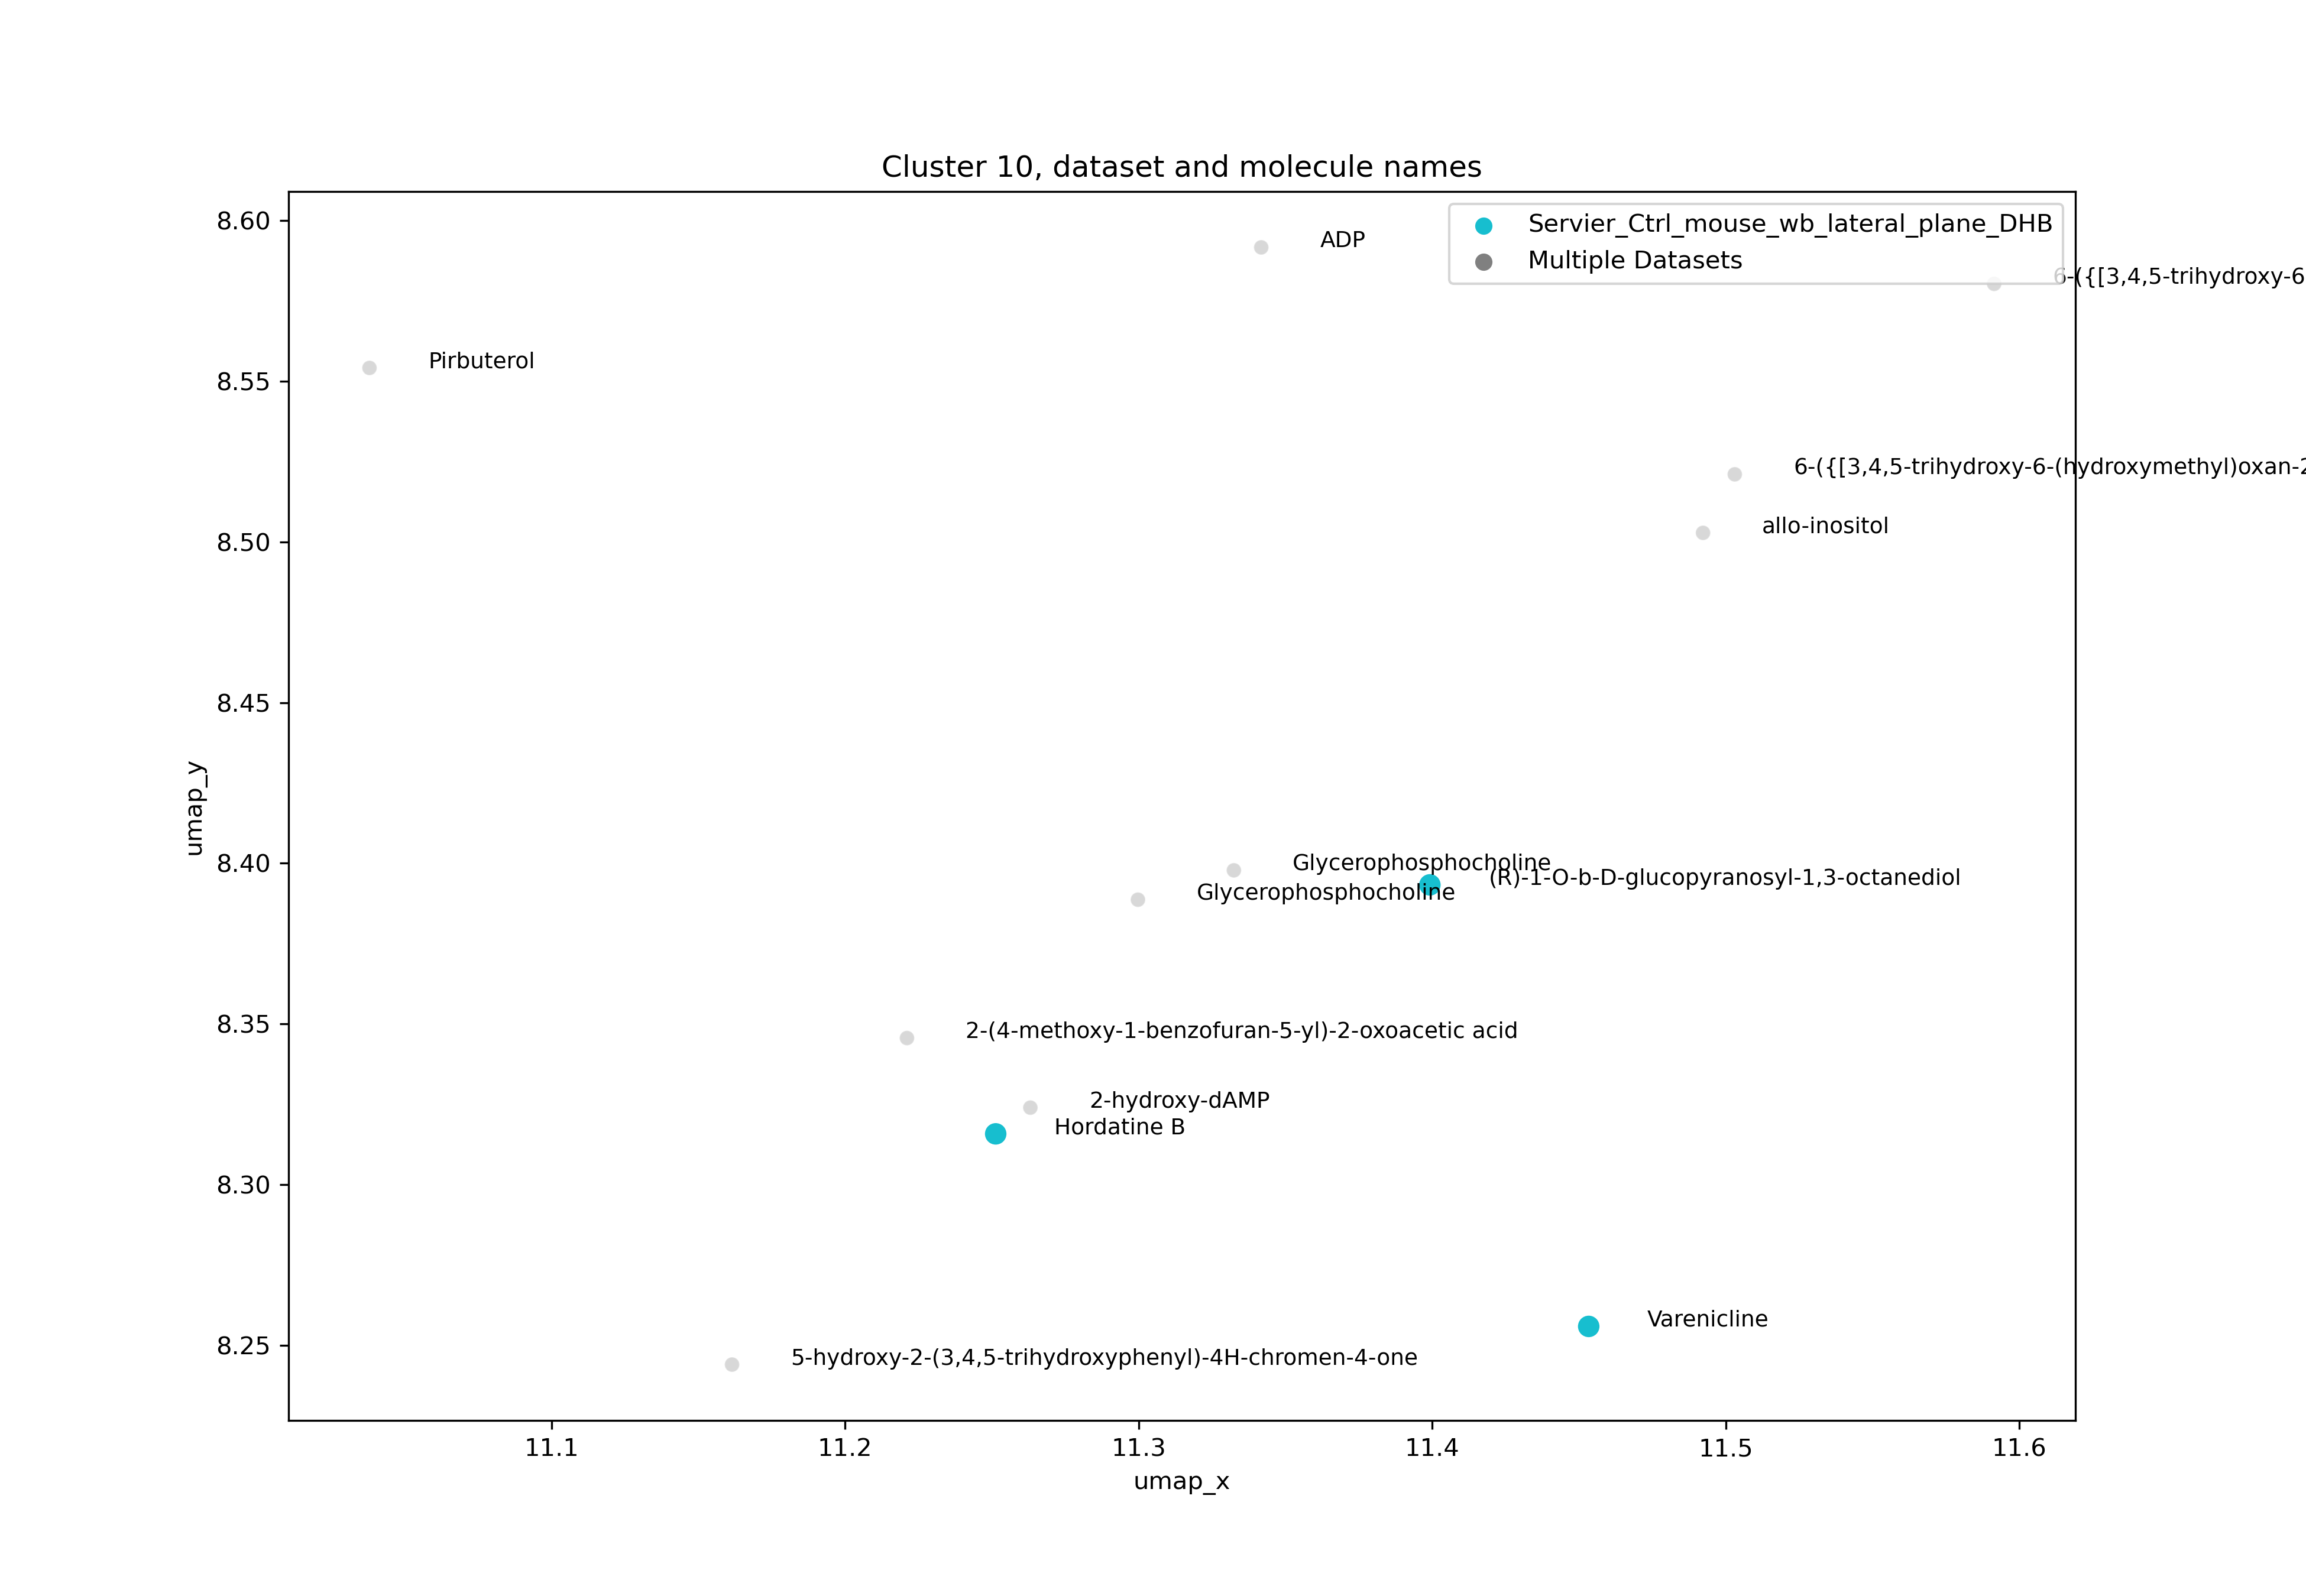 Cluster 10, dataset and molecule names
Servier_Ctrl_mouse_wb_lateral_plane_DHB
Multiple Datasets
8.60
ADP
6-({[3,4,5-trihydroxy-6
Pirbuterol
8.55
6-({[3,4,5-trihydroxy-6-(hydroxymethyl)oxan-2
allo-inositol
8.50
8.45
umap_y
8.40
Glycerophosphocholine
(R)-1-O-b-D-glucopyranosyl-1,3-octanediol
Glycerophosphocholine
8.35
2-(4-methoxy-1-benzofuran-5-yl)-2-oxoacetic acid
2-hydroxy-dAMP
Hordatine B
8.30
Varenicline
8.25
5-hydroxy-2-(3,4,5-trihydroxyphenyl)-4H-chromen-4-one
11.1 11.2 11.3 11.4 11.5 11.6
umap_x